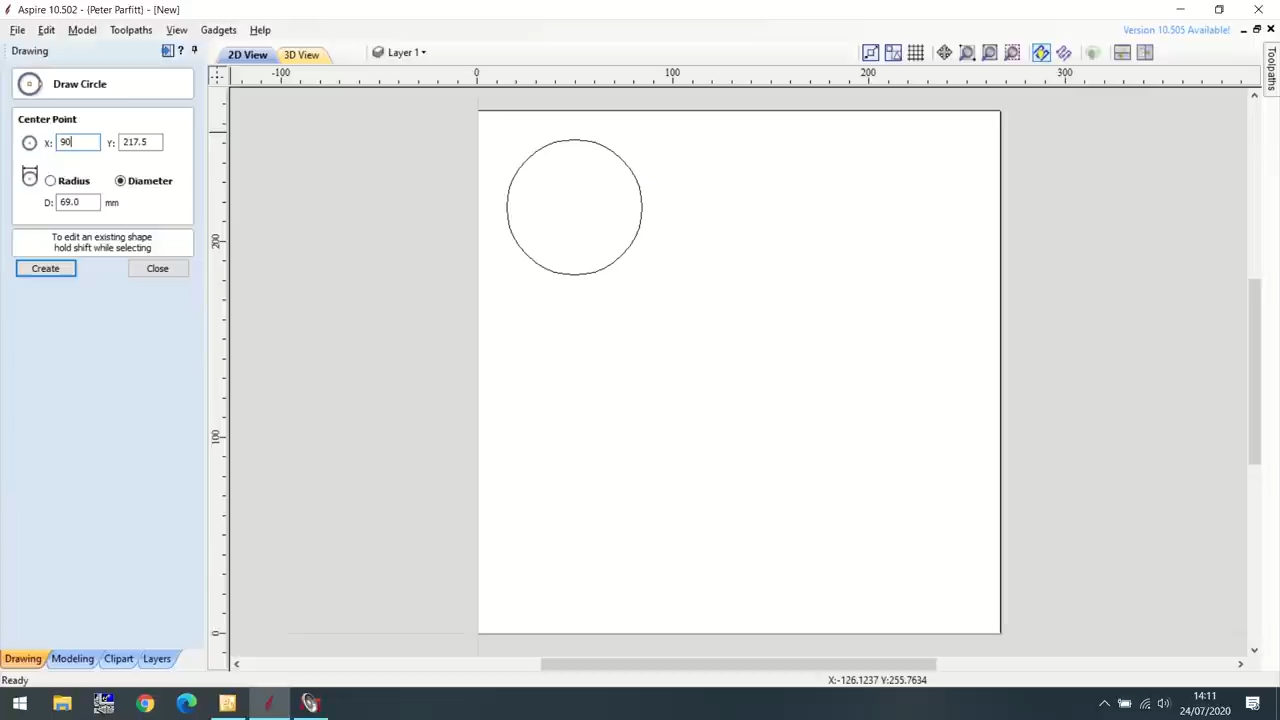 Aspire 10.502 - {Peter Parfitt} - [New]
File Edit Model Toolpaths View Gadgets Help
Version 10.505 Available!
Drawing
2D View 3D View Layer 1
Toolpaths
-100 0 100 200 300
Draw Circle
Center Point
X: 90 Y: 217.5
Radius Diameter
D: 69.0 mm
To edit an existing shape
hold shift while selecting
Create Close
200
100
0
Drawing Modeling Clipart Layers
Ready
X:-126.1237 Y:255.7634
14:11
24/07/2020